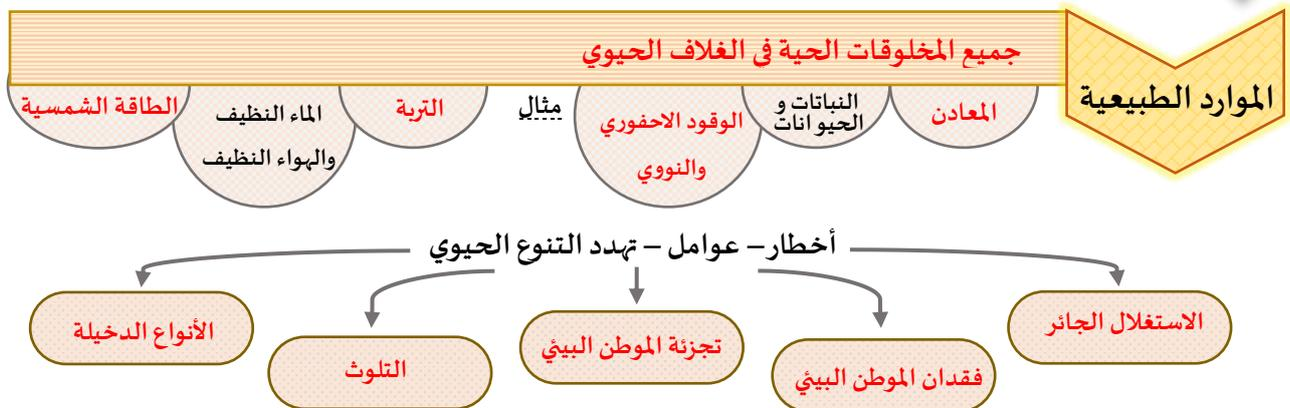 الموارد الطبيعية
جميع المخلوقات الحية في الغلاف الحيوي
المعادن
النباتات و
الحيوانات
الوقود الاحفوري
والنووي
مثال
التربة
الماء النظيف
والهواء النظيف
الطاقة الشمسية
أخطار – عوامل – تهدد التنوع الحيوي
الاستغلال الجائر
فقدان الموطن البيئي
تجزئة الموطن البيئي
التلوث
الأنواع الدخيلة